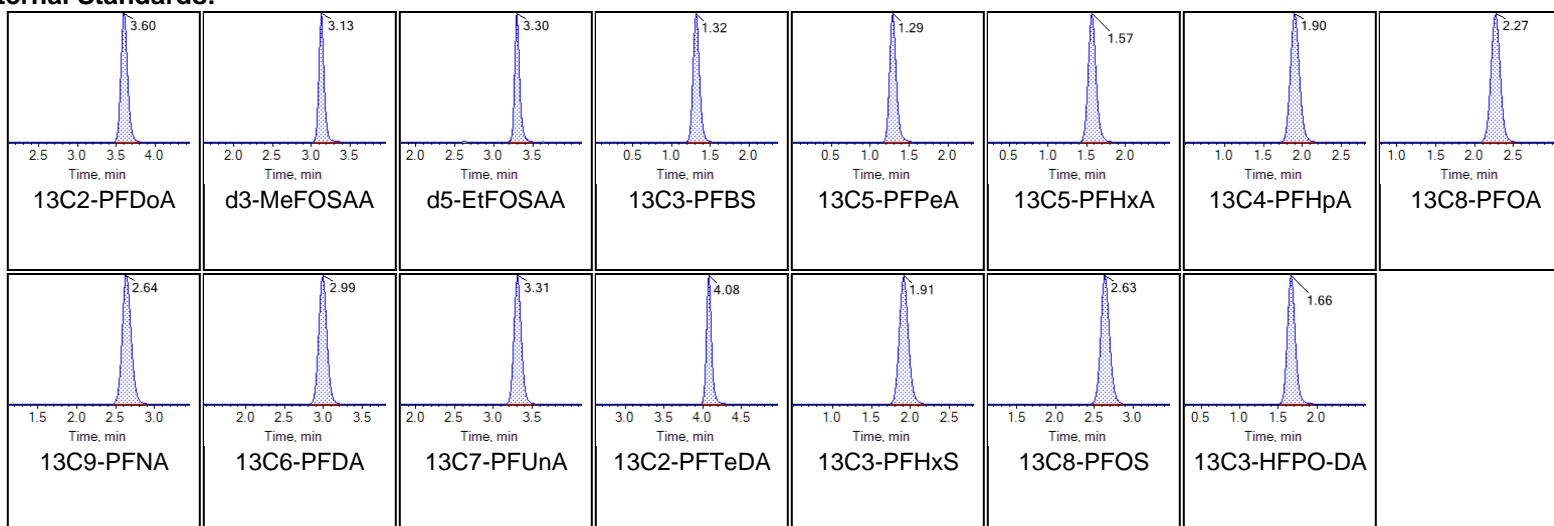 ternal Standards:
3.60 3.13 3.30 1.32 1.29 1.57 1.90 2.27
2.5 3.0 3.5 4.0 2.0 2.5 3.0 3.5 2.0 2.5 3.0 3.5 0.5 1.0 1.5 2.0 0.5 1.0 1.5 2.0 0.5 1.0 1.5 2.0 1.0 1.5 2.0 2.5 1.0 1.5 2.0 2.5
Time, min Time, min Time, min Time, min Time, min Time, min Time, min Time, min
13C2-PFDoA d3-MeFOSAA d5-EtFOSAA 13C3-PFBS 13C5-PFPeA 13C5-PFHxA 13C4-PFHpA 13C8-PFOA
2.64 2.99 3.31 4.08 1.91 2.63 1.66
1.5 2.0 2.5 3.0 2.0 2.5 3.0 3.5 2.0 2.5 3.0 3.5 3.0 3.5 4.0 4.5 1.0 1.5 2.0 2.5 1.5 2.0 2.5 3.0 0.5 1.0 1.5 2.0
Time, min Time, min Time, min Time, min Time, min Time, min Time, min
13C9-PFNA 13C6-PFDA 13C7-PFUnA 13C2-PFTeDA 13C3-PFHxS 13C8-PFOS 13C3-HFPO-DA